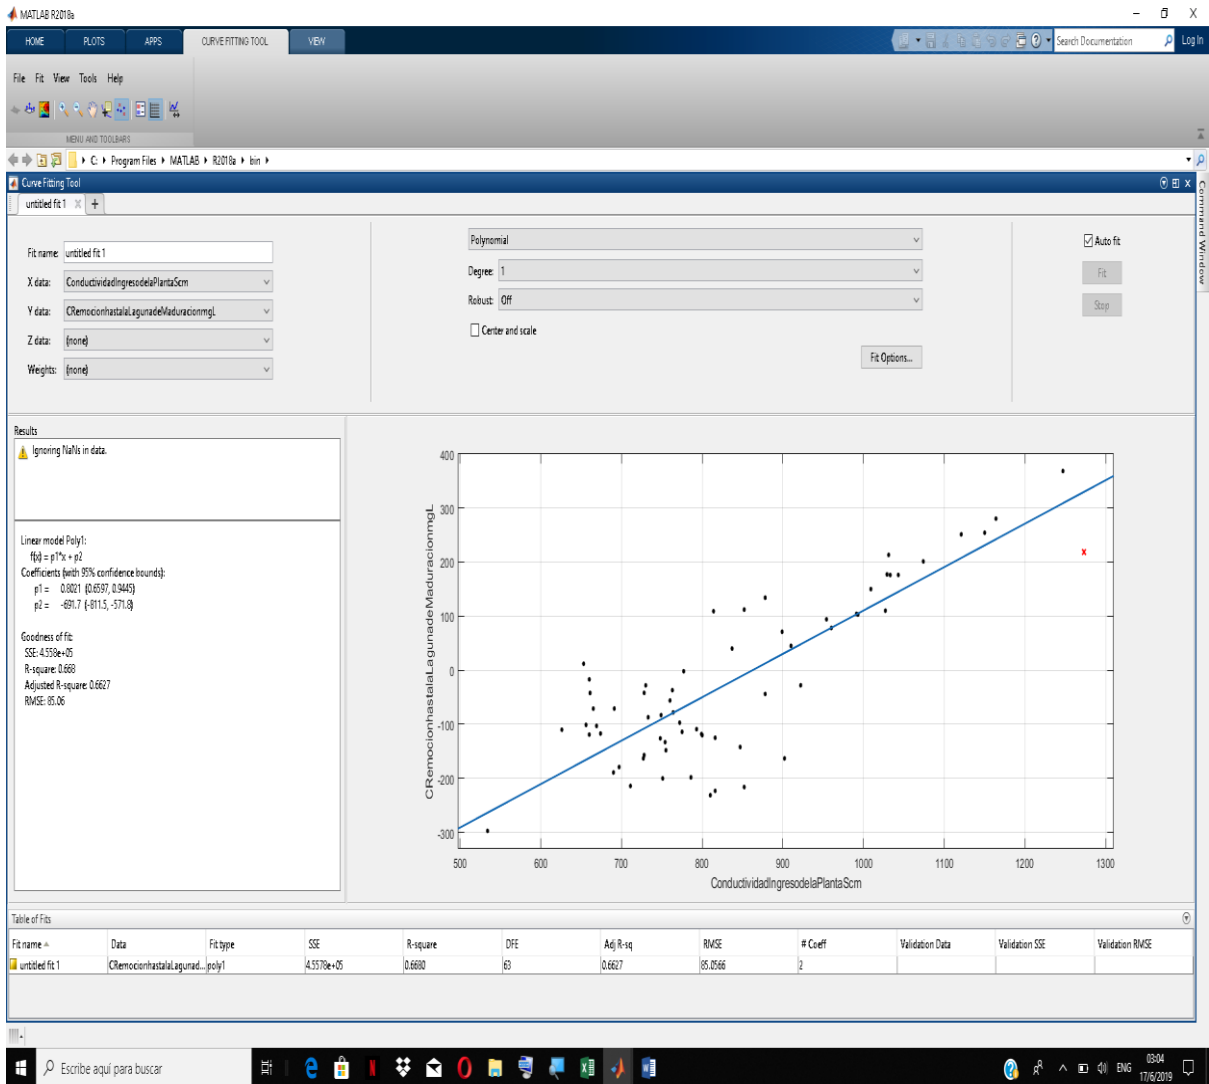 MATLAB R2018a
HOME PLOTS APPS CURVE FITTING TOOL VIEW
Search Documentation Log In
File Fit View Tools Help
MENU AND TOOLBARS
C: Program Files MATLAB R2018a bin
Curve Fitting Tool
untitled fit 1
Command Window
Fit name: untitled fit 1
X data: ConductividadIngresodelaPlantaScm
Y data: CRemocionhastalaLagunadeMaduracionmgL
Z data: (none)
Weights: (none)
Polynomial
Degree: 1
Robust: Off
Center and scale
Fit Options...
Auto fit
Fit
Stop
Results
Ignoring NaNs in data.
Linear model Poly1:
f(x) = p1*x + p2
Coefficients (with 95% confidence bounds):
p1 = 0.8021 (0.6597, 0.9445)
p2 = -691.7 (-811.5, -571.8)
Goodness of fit:
SSE: 4.558e+05
R-square: 0.668
Adjusted R-square: 0.6627
RMSE: 85.06
CRemocionhastalaLagunadeMaduracionmgL
400
300
200
100
0
-100
-200
-300
500 600 700 800 900 1000 1100 1200 1300
ConductividadIngresodelaPlantaScm
Table of Fits
Fit name Data Fit type SSE R-square DFE Adj R-sq RMSE # Coeff Validation Data Validation SSE Validation RMSE
untitled fit 1 CRemocionhastalaLagunad... poly1 4.5578e+05 0.6680 63 0.6627 85.0566 2
Escribe aquí para buscar
ENG
03:04
17/6/2019